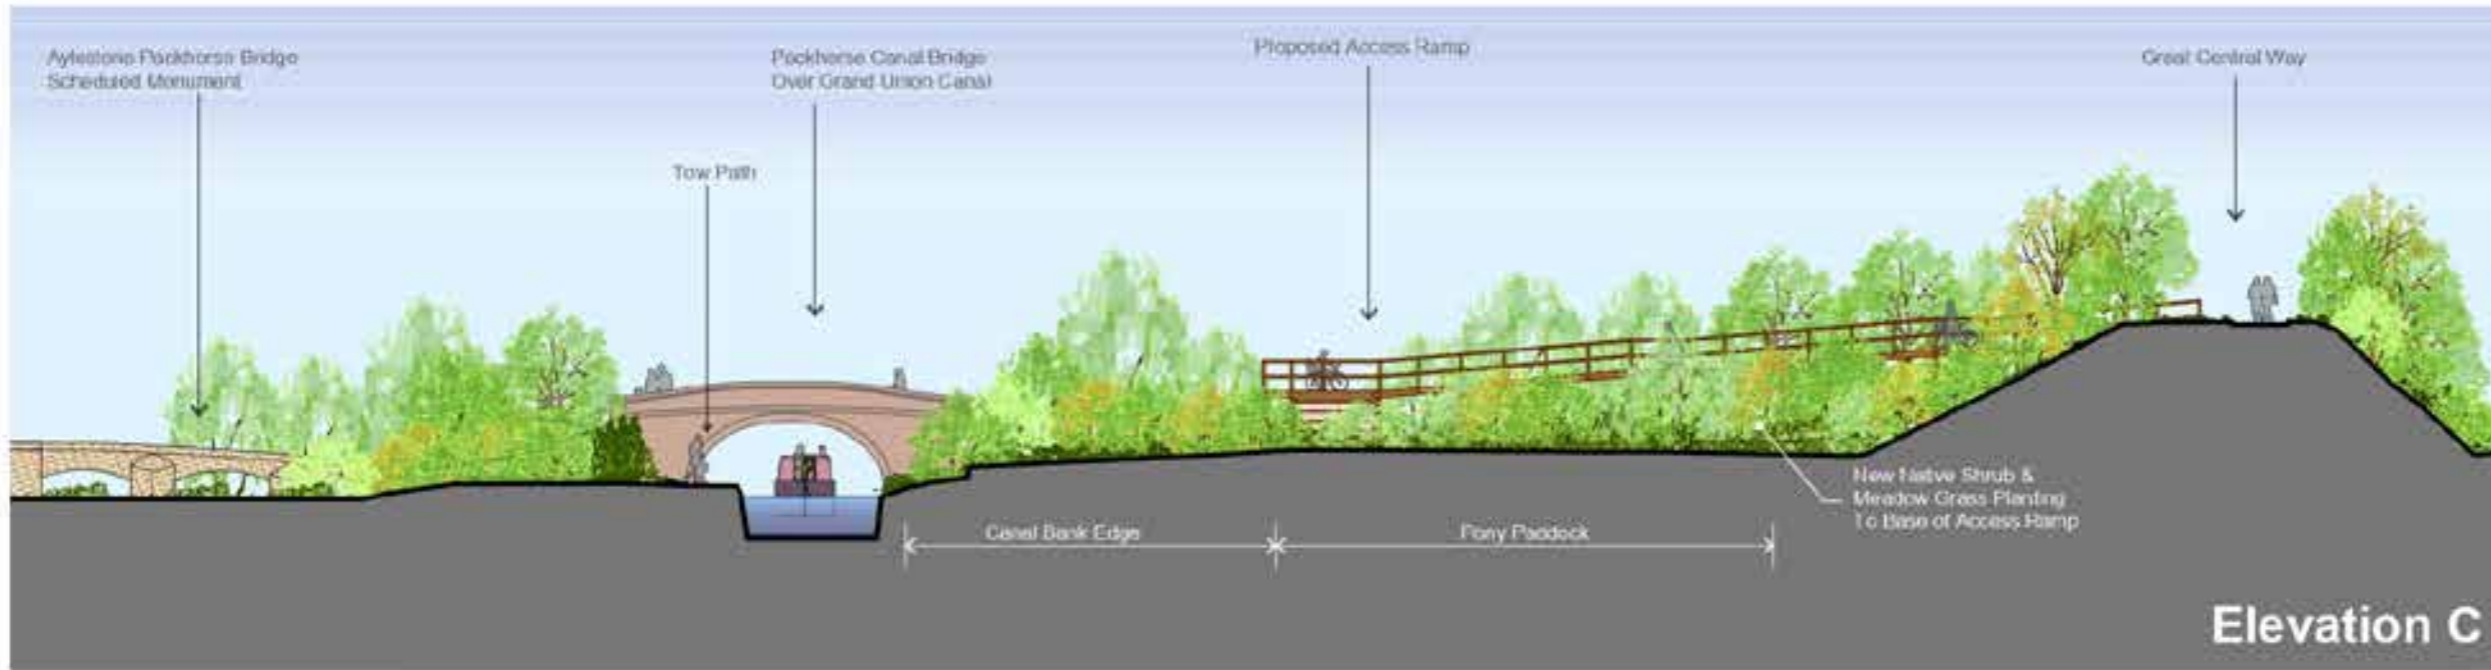 Aylestone Packhorse Bridge
Scheduled Monument
Packhorse Canal Bridge
Over Grand Union Canal
Proposed Access Ramp
Great Central Way
Tow Path
New Native Shrub &
Meadow Grass Planting
To Base of Access Ramp
Canal Bank Edge
Pony Paddock
Elevation C